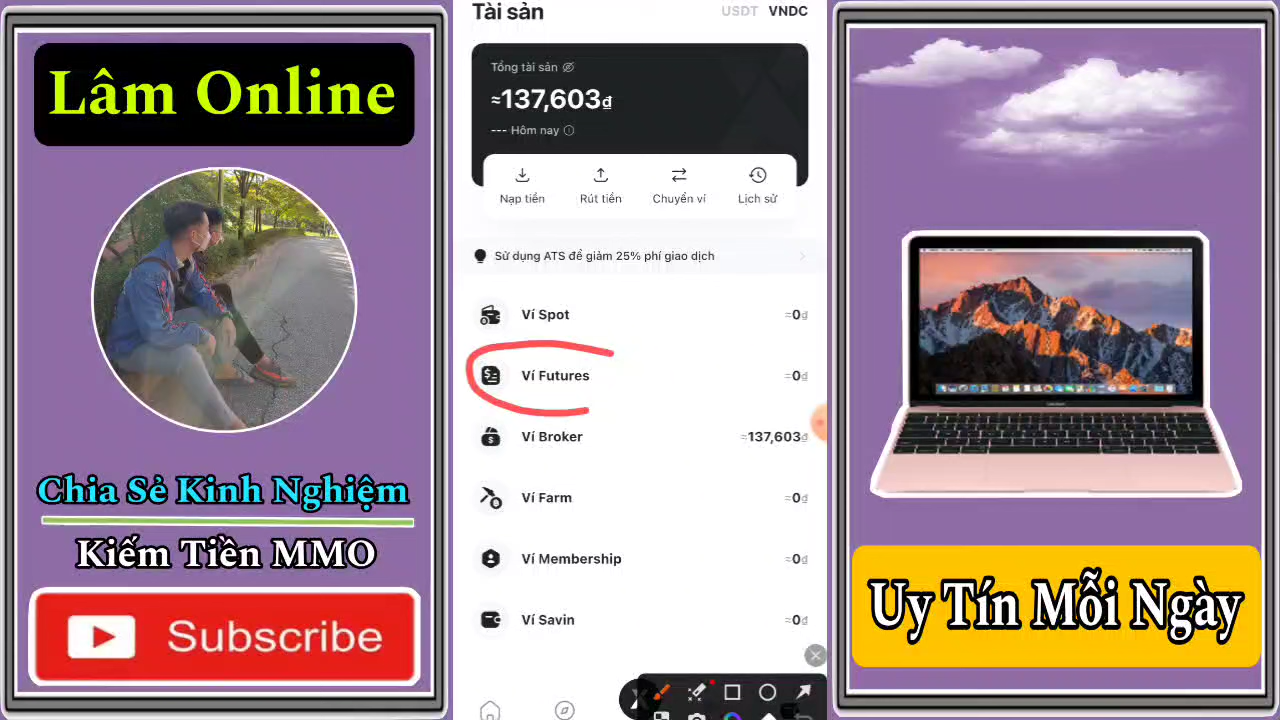 Lâm Online
Chia Sẻ Kinh Nghiệm
Kiếm Tiền MMO
Subscribe
Tài sản
USDT VNDC
Tổng tài sản
≈137,603₫
--- Hôm nay
Nạp tiền
Rút tiền
Chuyển ví
Lịch sử
Sử dụng ATS để giảm 25% phí giao dịch
Ví Spot ≈0₫
Ví Futures ≈0₫
Ví Broker ≈137,603₫
Ví Farm ≈0₫
Ví Membership ≈0₫
Ví Savin ≈0₫
Uy Tín Mỗi Ngày